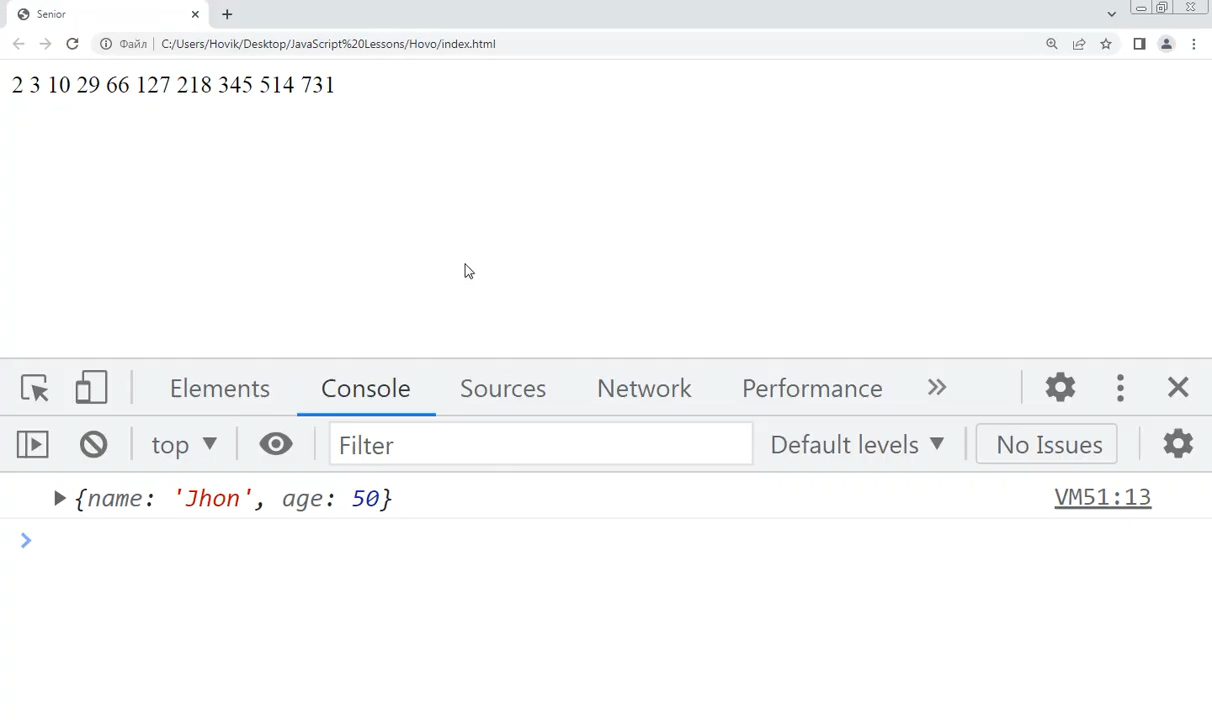 Senior
Файл C:/Users/Hovik/Desktop/JavaScript%20Lessons/Hovo/index.html
2 3 10 29 66 127 218 345 514 731
Elements Console Sources Network Performance »
top ▼ Filter Default levels ▼ No Issues
▶ {name: 'Jhon', age: 50} VM51:13